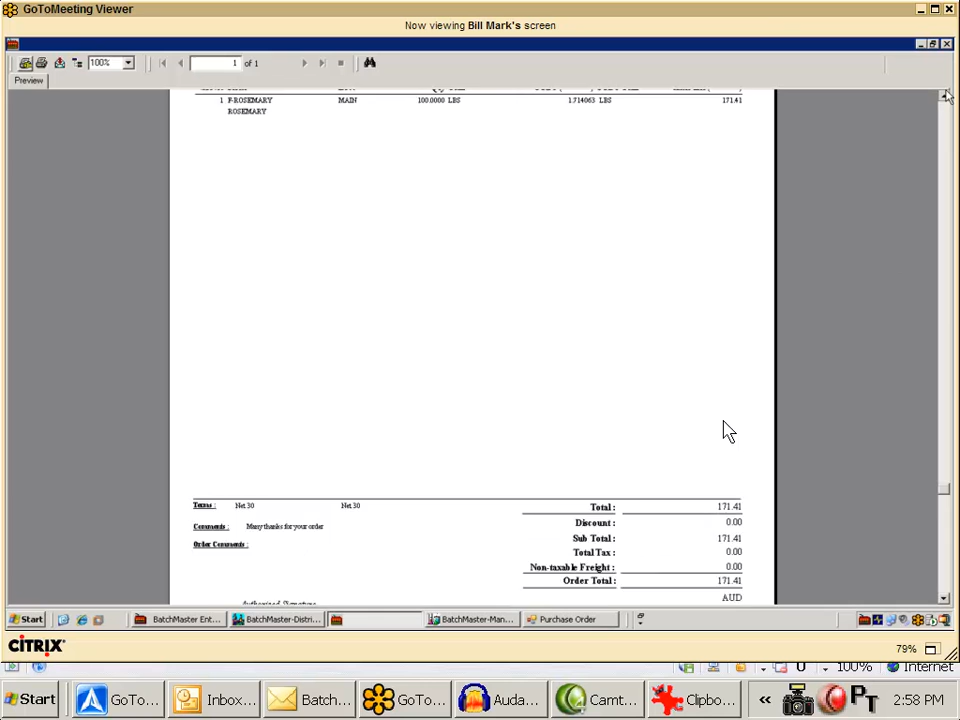 GoToMeeting Viewer
Now viewing Bill Mark's screen
100% 1 of 1
Preview
1 F-ROSEMARY MAIN 100.0000 LBS 1.714063 LBS 171.41
ROSEMARY
Terms : Net 30 Net 30 Total : 171.41
Discount : 0.00
Comments : Many thanks for your order
Sub Total : 171.41
Order Comments :
Total Tax : 0.00
Non-taxable Freight : 0.00
Order Total : 171.41
AUD
Authorised Signature
Start BatchMaster Ent... BatchMaster-Distri... BatchMaster-Man... Purchase Order
CITRIX 79%
U 100% Internet
Start GoTo... Inbox... Batch... GoTo... Auda... Camt... Clipbo... « PT 2:58 PM